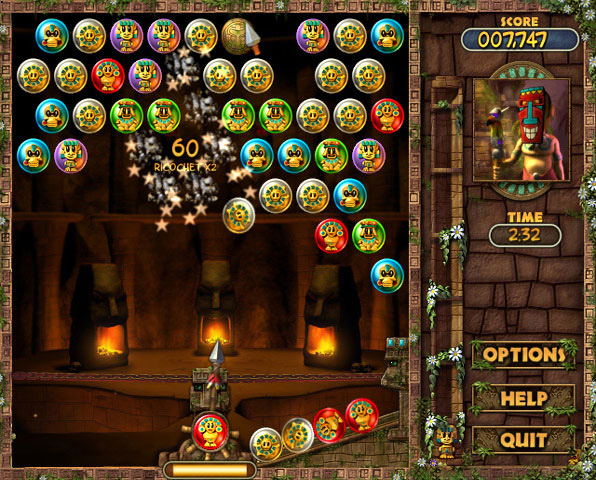 SCORE
007,747
60
RICOCHET X2
TIME
2:32
OPTIONS
HELP
QUIT